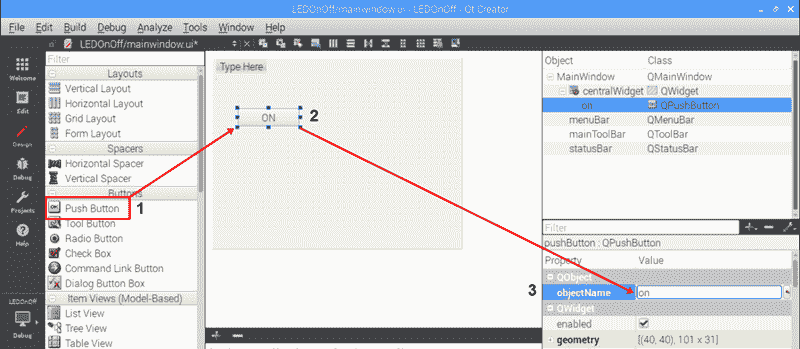 LEDOnOff/mainwindow.ui* - LEDOnOff - Qt Creator
File Edit Build Debug Analyze Tools Window Help
LEDOnOff/mainwindow.ui*
Welcome
Edit
Design
Debug
Projects
Help
LEDOnOff
Debug
Filter
Layouts
Vertical Layout
Horizontal Layout
Grid Layout
Form Layout
Spacers
Horizontal Spacer
Vertical Spacer
Buttons
Push Button
1
Tool Button
Radio Button
Check Box
Command Link Button
Dialog Button Box
Item Views (Model-Based)
List View
Tree View
Table View
Type Here
ON
2
Object Class
MainWindow QMainWindow
centralWidget QWidget
on QPushButton
menuBar QMenuBar
mainToolBar QToolBar
statusBar QStatusBar
Filter
pushButton : QPushButton
Property Value
QObject
3
objectName on
QWidget
enabled
geometry [(40, 40), 101 x 31]